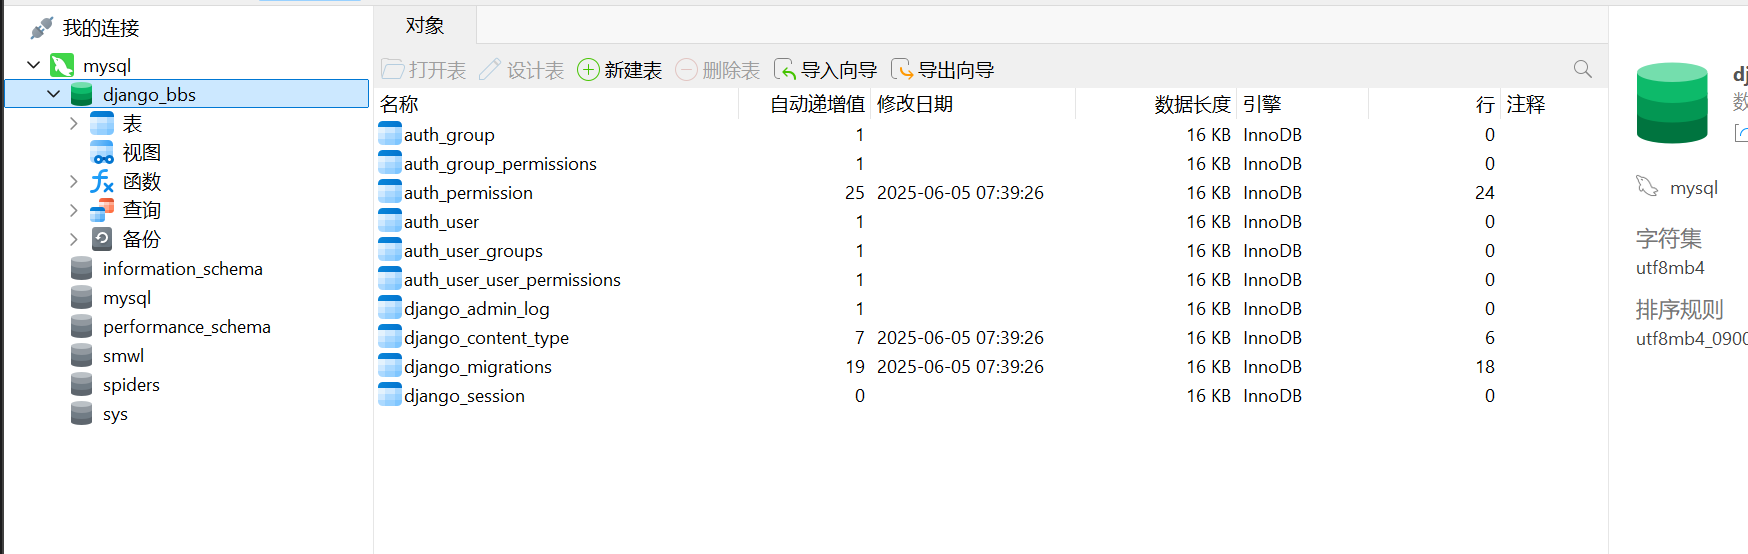 我的连接
mysql
django_bbs
表
视图
函数
查询
备份
information_schema
mysql
performance_schema
smwl
spiders
sys
对象
打开表 设计表 新建表 删除表 导入向导 导出向导
名称 自动递增值 修改日期 数据长度 引擎 行 注释
auth_group 1 16 KB InnoDB 0
auth_group_permissions 1 16 KB InnoDB 0
auth_permission 25 2025-06-05 07:39:26 16 KB InnoDB 24
auth_user 1 16 KB InnoDB 0
auth_user_groups 1 16 KB InnoDB 0
auth_user_user_permissions 1 16 KB InnoDB 0
django_admin_log 1 16 KB InnoDB 0
django_content_type 7 2025-06-05 07:39:26 16 KB InnoDB 6
django_migrations 19 2025-06-05 07:39:26 16 KB InnoDB 18
django_session 0 16 KB InnoDB 0
mysql
字符集
utf8mb4
排序规则
utf8mb4_0900